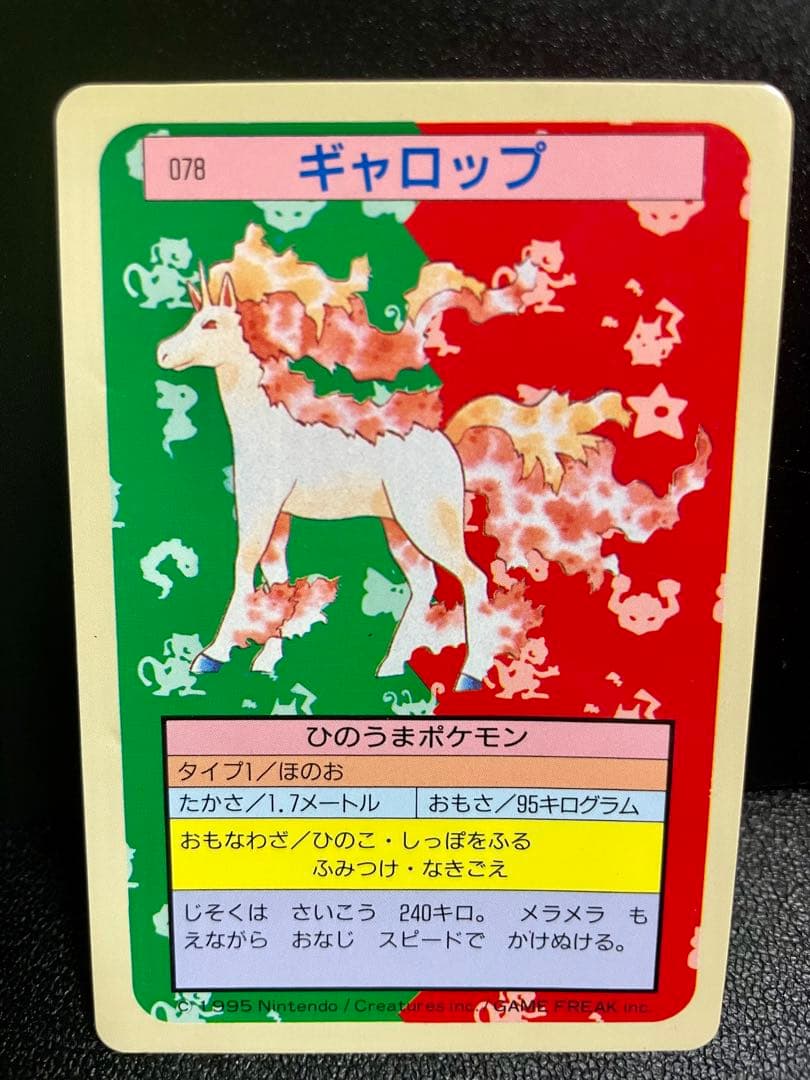 078 ギャロップ
ひのうまポケモン
タイプ1／ほのお
たかさ／1.7メートル おもさ／95キログラム
おもなわざ／ひのこ・しっぽをふる
ふみつけ・なきごえ
じそくは さいこう 240キロ。 メラメラ も
えながら おなじ スピードで かけぬける。
© 1995 Nintendo / Creatures inc. / GAME FREAK inc.